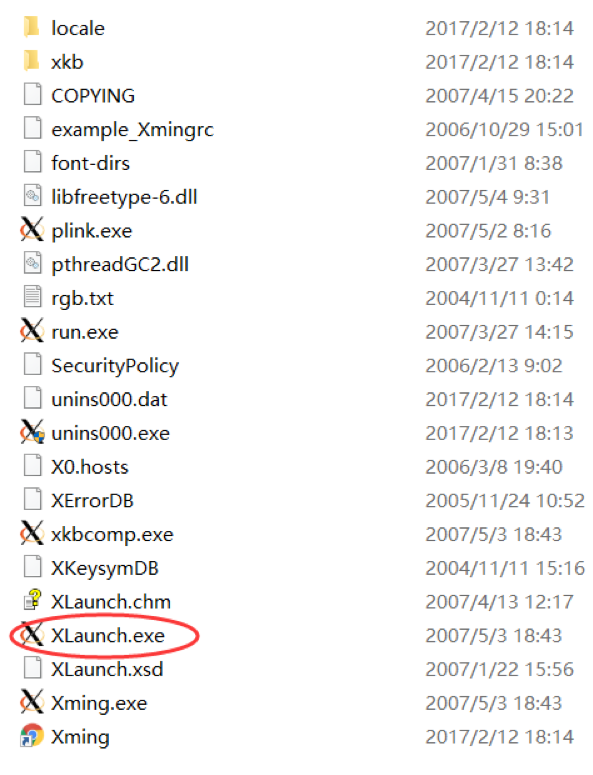 locale 2017/2/12 18:14
xkb 2017/2/12 18:14
COPYING 2007/4/15 20:22
example_Xmingrc 2006/10/29 15:01
font-dirs 2007/1/31 8:38
libfreetype-6.dll 2007/5/4 9:31
plink.exe 2007/5/2 8:16
pthreadGC2.dll 2007/3/27 13:42
rgb.txt 2004/11/11 0:14
run.exe 2007/3/27 14:15
SecurityPolicy 2006/2/13 9:02
unins000.dat 2017/2/12 18:14
unins000.exe 2017/2/12 18:13
X0.hosts 2006/3/8 19:40
XErrorDB 2005/11/24 10:52
xkbcomp.exe 2007/5/3 18:43
XKeysymDB 2004/11/11 15:16
XLaunch.chm 2007/4/13 12:17
XLaunch.exe 2007/5/3 18:43
XLaunch.xsd 2007/1/22 15:56
Xming.exe 2007/5/3 18:43
Xming 2017/2/12 18:14